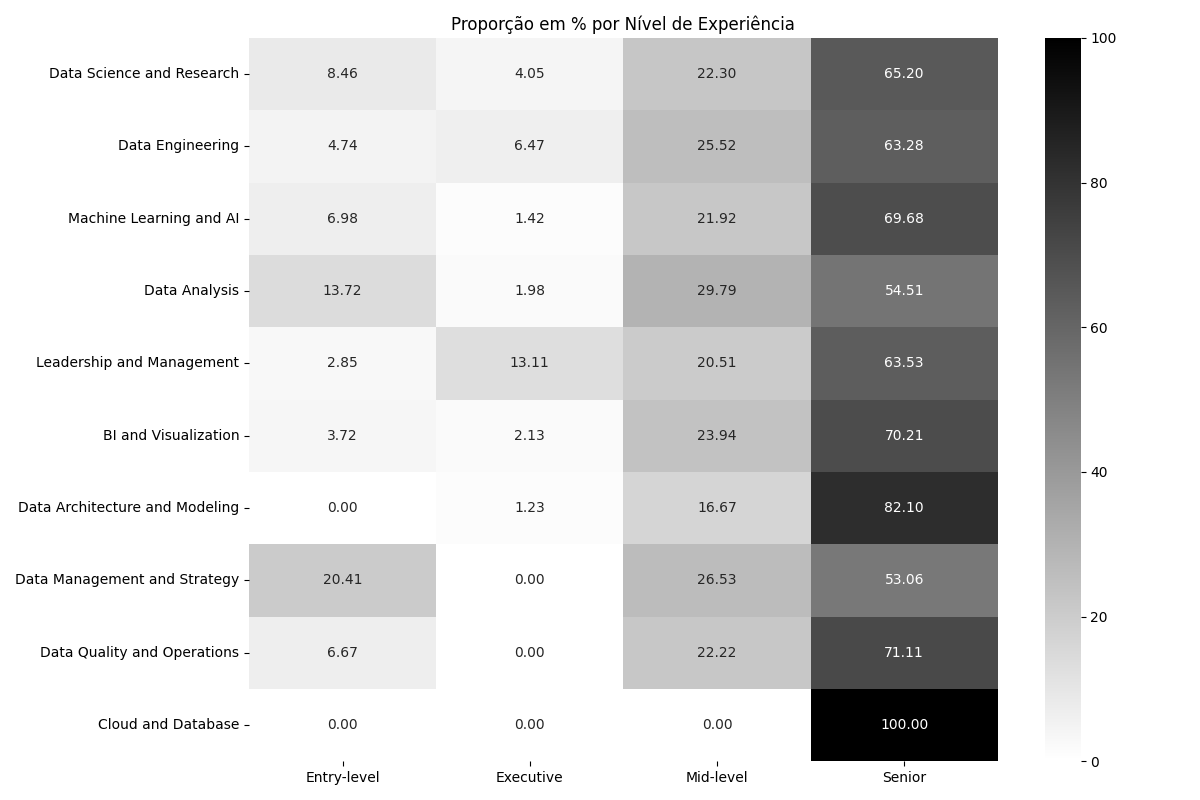 Proporção em % por Nível de Experiência
Data Science and Research 8.46 4.05 22.30 65.20
Data Engineering 4.74 6.47 25.52 63.28
Machine Learning and AI 6.98 1.42 21.92 69.68
Data Analysis 13.72 1.98 29.79 54.51
Leadership and Management 2.85 13.11 20.51 63.53
BI and Visualization 3.72 2.13 23.94 70.21
Data Architecture and Modeling 0.00 1.23 16.67 82.10
Data Management and Strategy 20.41 0.00 26.53 53.06
Data Quality and Operations 6.67 0.00 22.22 71.11
Cloud and Database 0.00 0.00 0.00 100.00
Entry-level Executive Mid-level Senior
100
80
60
40
20
0